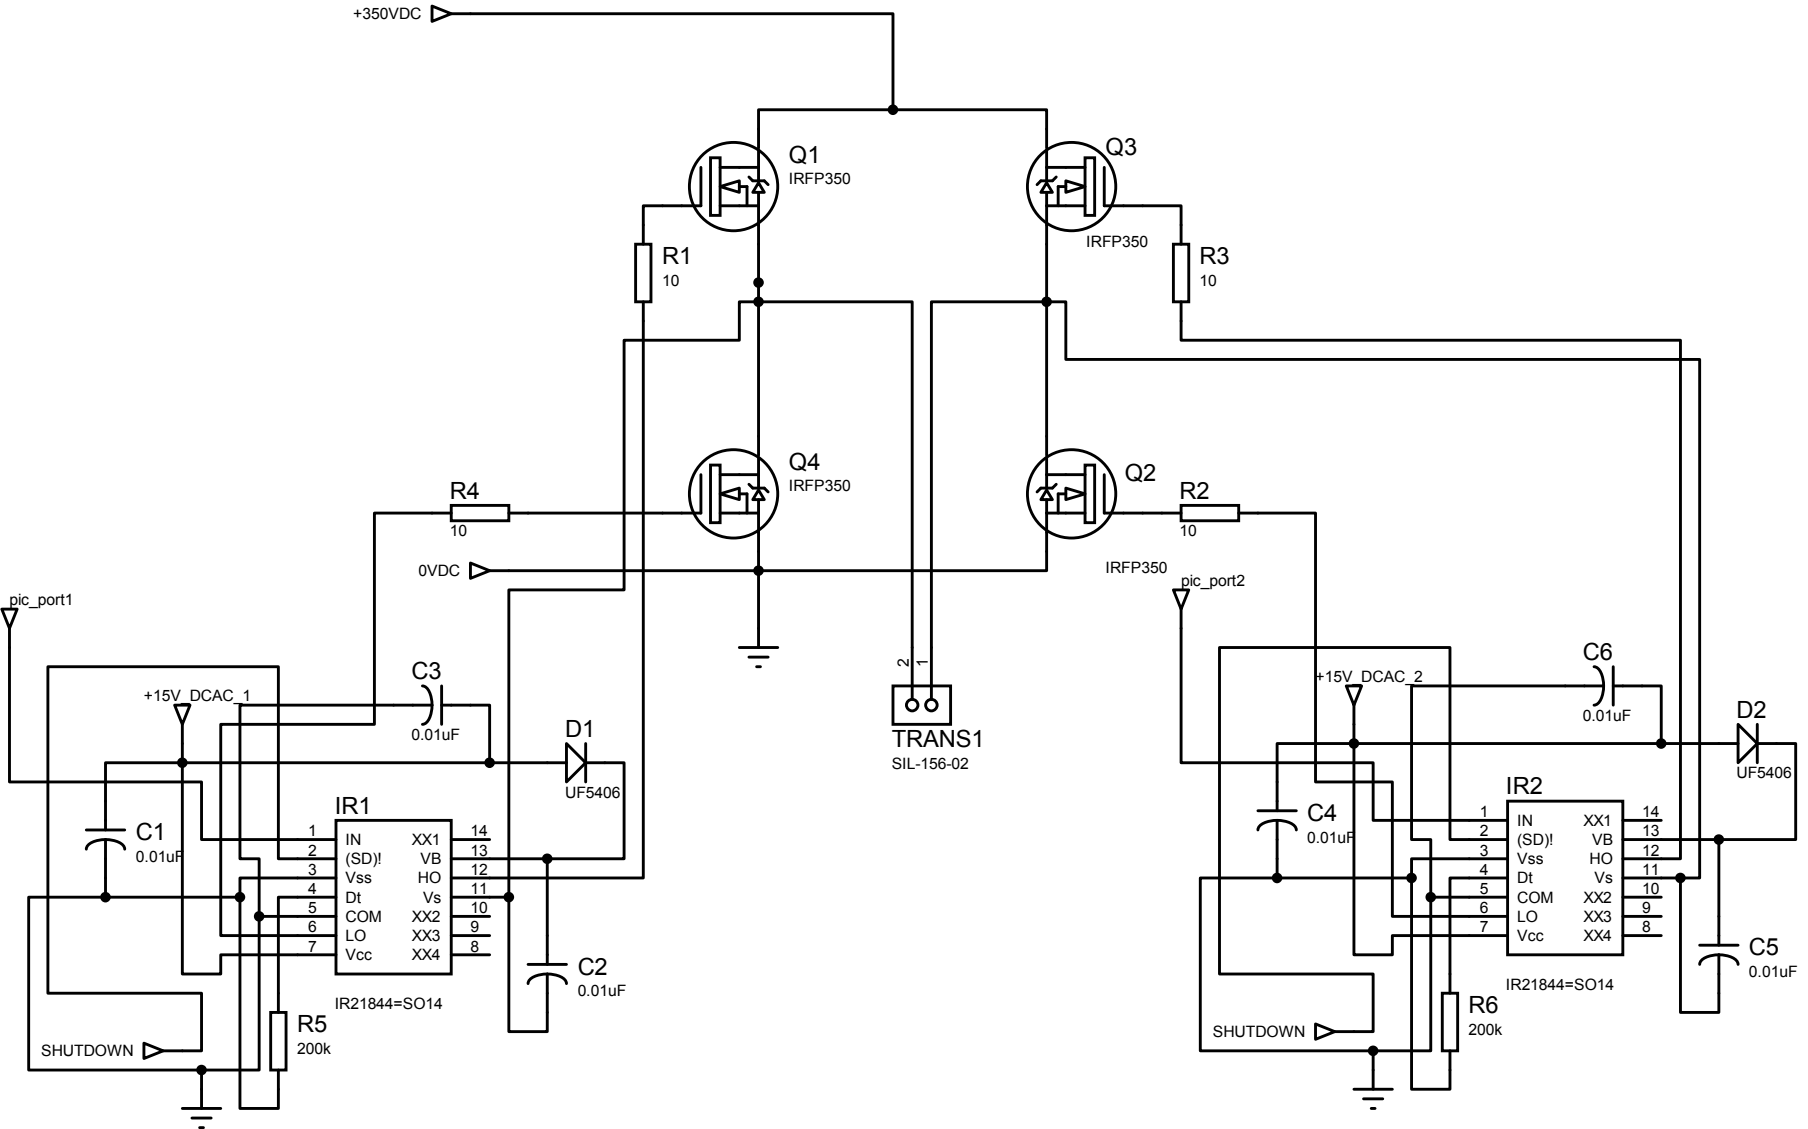 +350VDC
Q1
IRFP350
Q3
IRFP350
R1
10
R3
10
Q4
IRFP350
Q2
IRFP350
R4
10
R2
10
0VDC
pic_port1
pic_port2
2
1
TRANS1
SIL-156-02
+15V_DCAC_1
C3
0.01uF
D1
UF5406
C1
0.01uF
IR1
1 IN XX1 14
2 (SD)! VB 13
3 Vss HO 12
4 Dt Vs 11
5 COM XX2 10
6 LO XX3 9
7 Vcc XX4 8
IR21844=SO14
C2
0.01uF
R5
200k
SHUTDOWN
+15V_DCAC_2
C6
0.01uF
D2
UF5406
C4
0.01uF
IR2
1 IN XX1 14
2 (SD)! VB 13
3 Vss HO 12
4 Dt Vs 11
5 COM XX2 10
6 LO XX3 9
7 Vcc XX4 8
IR21844=SO14
C5
0.01uF
R6
200k
SHUTDOWN